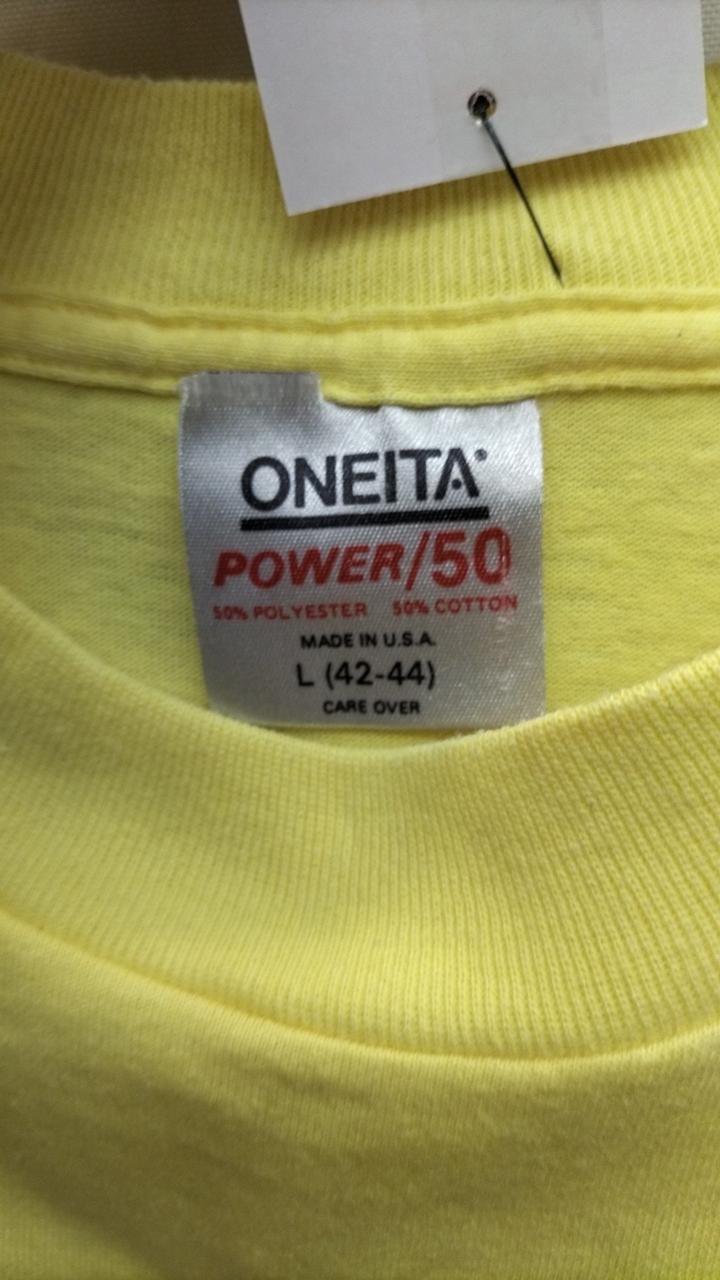 ONEITA®
POWER/50
50% POLYESTER 50% COTTON
MADE IN U.S.A.
L (42-44)
CARE OVER